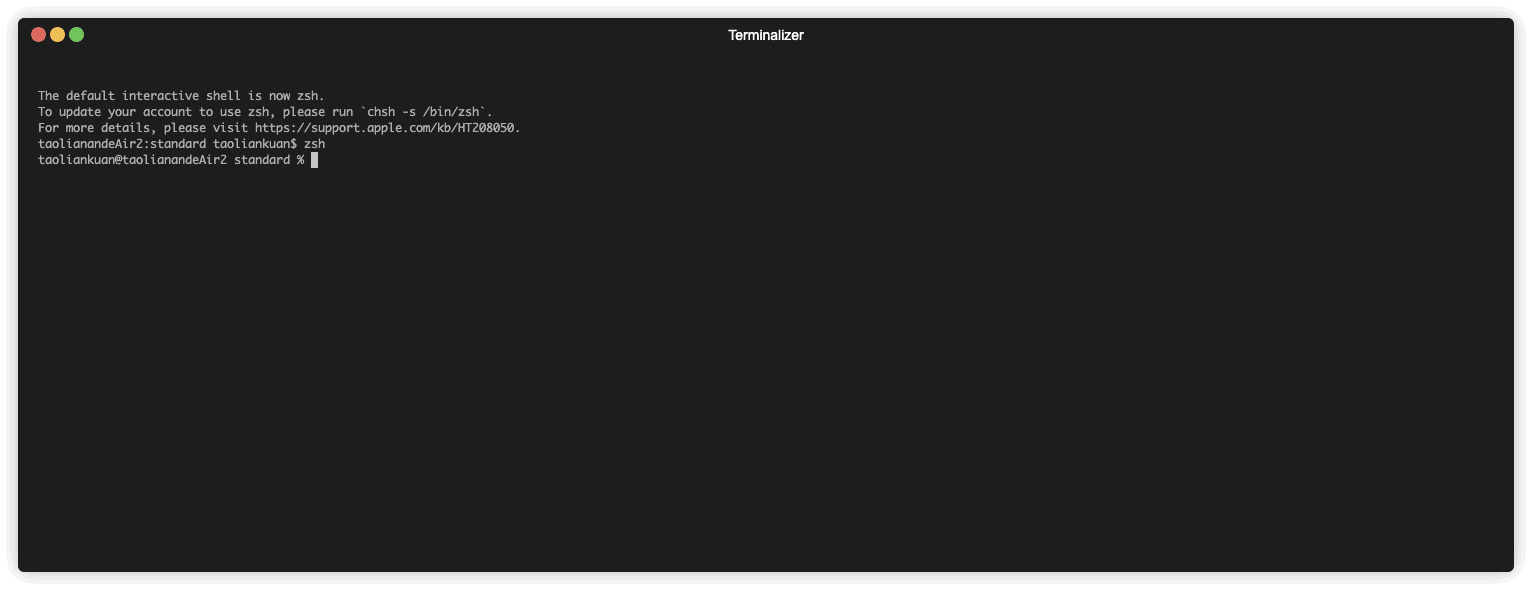 Terminalizer
The default interactive shell is now zsh.
To update your account to use zsh, please run `chsh -s /bin/zsh`.
For more details, please visit https://support.apple.com/kb/HT208050.
taolianandeAir2:standard taoliankuan$ zsh
taoliankuan@taolianandeAir2 standard %